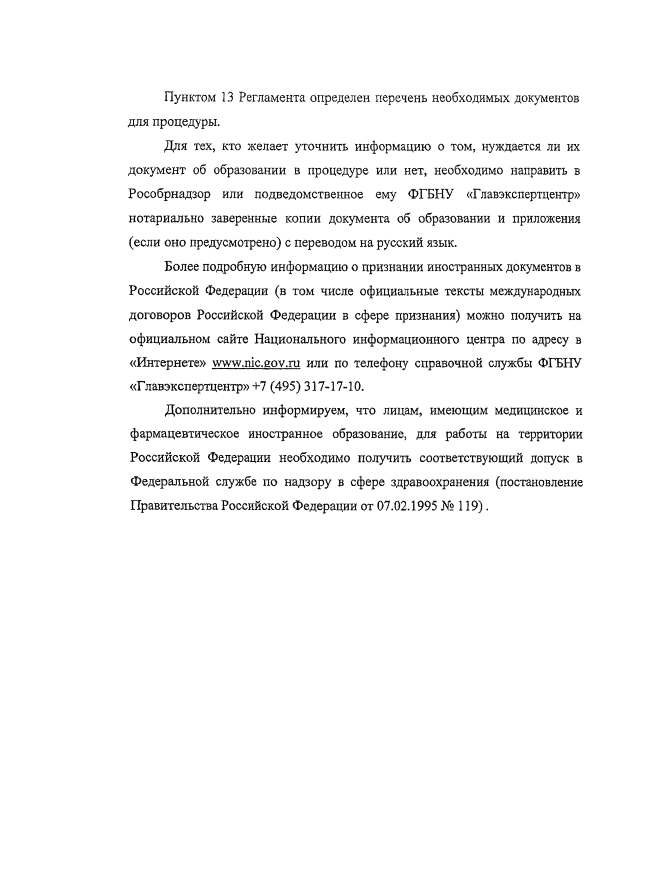 Пунктом 13 Регламента определен перечень необходимых документов
для процедуры.
Для тех, кто желает уточнить информацию о том, нуждается ли их
документ об образовании в процедуре или нет, необходимо направить в
Рособрнадзор или подведомственное ему ФГБНУ «Главэкспертцентр»
нотариально заверенные копии документа об образовании и приложения
(если оно предусмотрено) с переводом на русский язык.
Более подробную информацию о признании иностранных документов в
Российской Федерации (в том числе официальные тексты международных
договоров Российской Федерации в сфере признания) можно получить на
официальном сайте Национального информационного центра по адресу в
«Интернете» www.nic.gov.ru или по телефону справочной службы ФГБНУ
«Главэкспертцентр» +7 (495) 317-17-10.
Дополнительно информируем, что лицам, имеющим медицинское и
фармацевтическое иностранное образование, для работы на территории
Российской Федерации необходимо получить соответствующий допуск в
Федеральной службе по надзору в сфере здравоохранения (постановление
Правительства Российской Федерации от 07.02.1995 № 119) .